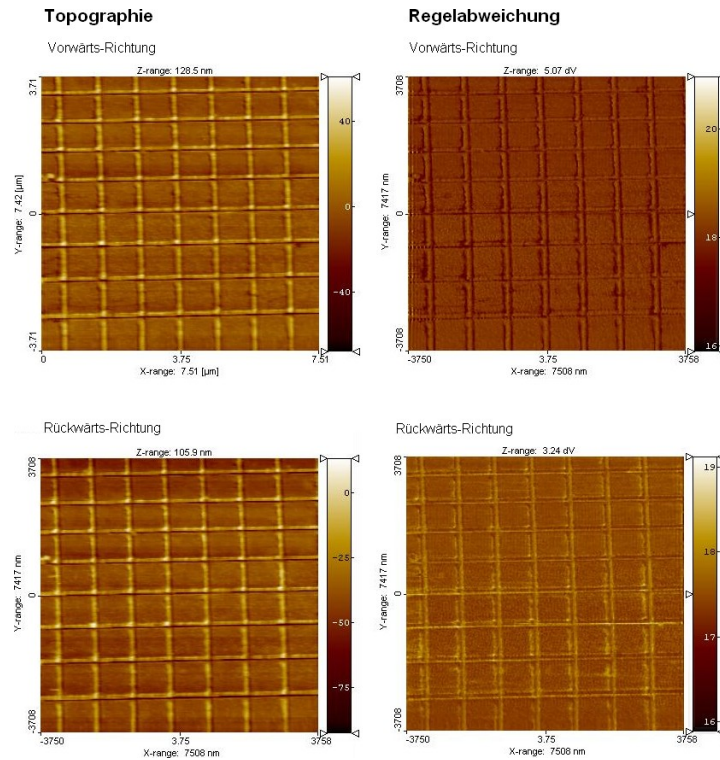 Topographie
Vorwärts-Richtung
Z-range: 128.5 nm
3.71
Y-range: 7.42 [µm]
0
-3.71
40
0
-40
0
3.75
7.51
X-range: 7.51 [µm]
Regelabweichung
Vorwärts-Richtung
Z-range: 5.07 dV
3708
Y-range: 7417 nm
0
-3708
20
19
18
17
16
-3750
3.75
3758
X-range: 7508 nm
Rückwärts-Richtung
Z-range: 105.9 nm
3708
Y-range: 7417 nm
0
-3708
0
-25
-50
-75
-3750
3.75
3758
X-range: 7508 nm
Rückwärts-Richtung
Z-range: 3.24 dV
3708
Y-range: 7417 nm
0
-3708
19
18
17
16
-3750
3.75
3758
X-range: 7508 nm